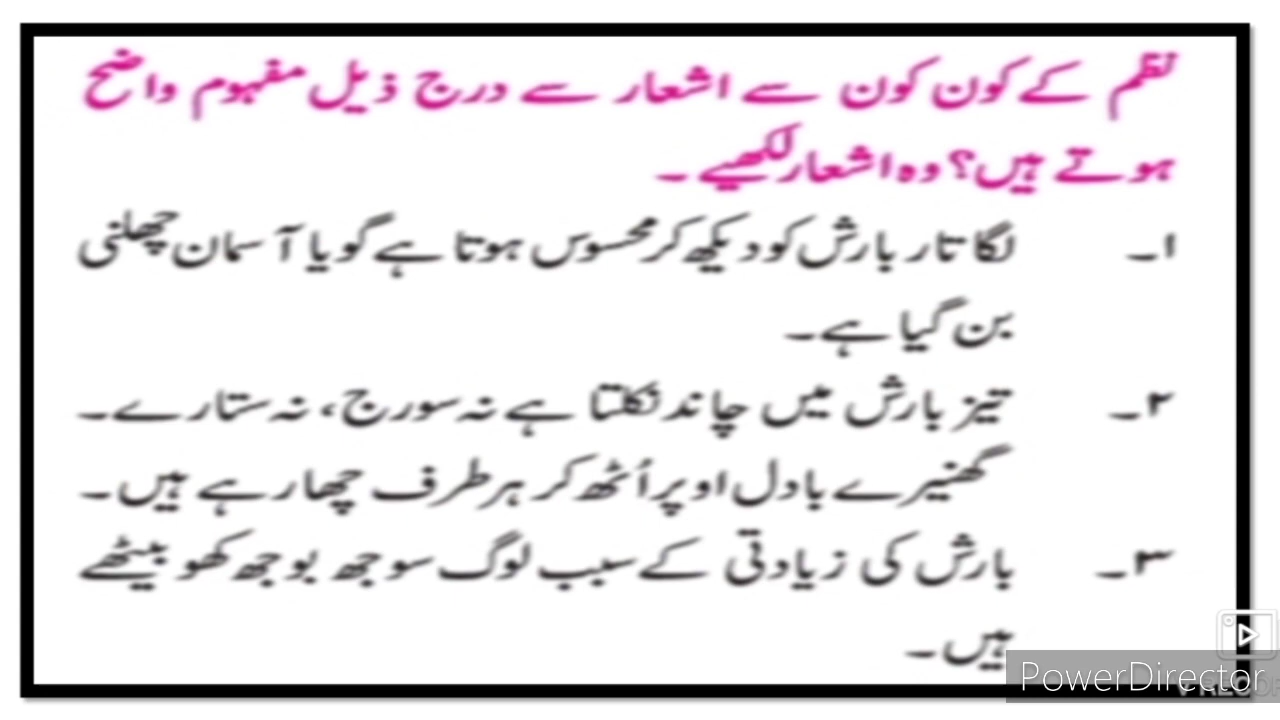 نظم کے کون کون سے اشعار سے درج ذیل مفہوم واضح
ہوتے ہیں؟ وہ اشعار لکھیے۔
۱۔ لگاتار بارش کو دیکھ کر محسوس ہوتا ہے گویا آسمان چھلنی
بن گیا ہے۔
۲۔ تیز بارش میں چاند نکلتا ہے نہ سورج، نہ ستارے۔
گھنیرے بادل اوپر اُٹھ کر ہر طرف چھا رہے ہیں۔
۳۔ بارش کی زیادتی کے سبب لوگ سوجھ بوجھ کھو بیٹھے
ہیں۔
PowerDirector